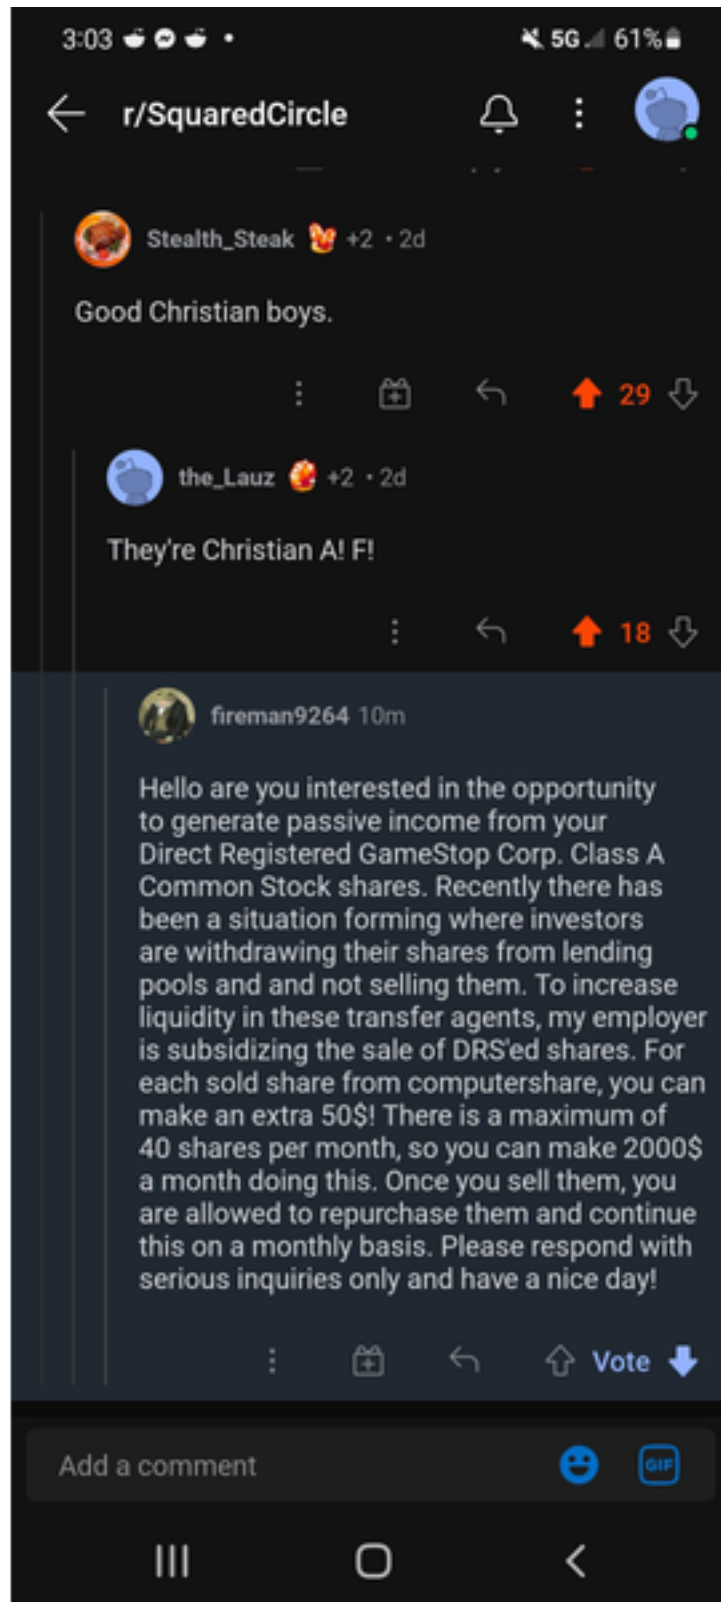 3:03 5G 61%
r/SquaredCircle
Stealth_Steak +2 • 2d
Good Christian boys.
29
the_Lauz +2 • 2d
They're Christian A! F!
18
fireman9264 10m
Hello are you interested in the opportunity
to generate passive income from your
Direct Registered GameStop Corp. Class A
Common Stock shares. Recently there has
been a situation forming where investors
are withdrawing their shares from lending
pools and and not selling them. To increase
liquidity in these transfer agents, my employer
is subsidizing the sale of DRS'ed shares. For
each sold share from computershare, you can
make an extra 50$! There is a maximum of
40 shares per month, so you can make 2000$
a month doing this. Once you sell them, you
are allowed to repurchase them and continue
this on a monthly basis. Please respond with
serious inquiries only and have a nice day!
Vote
Add a comment GIF